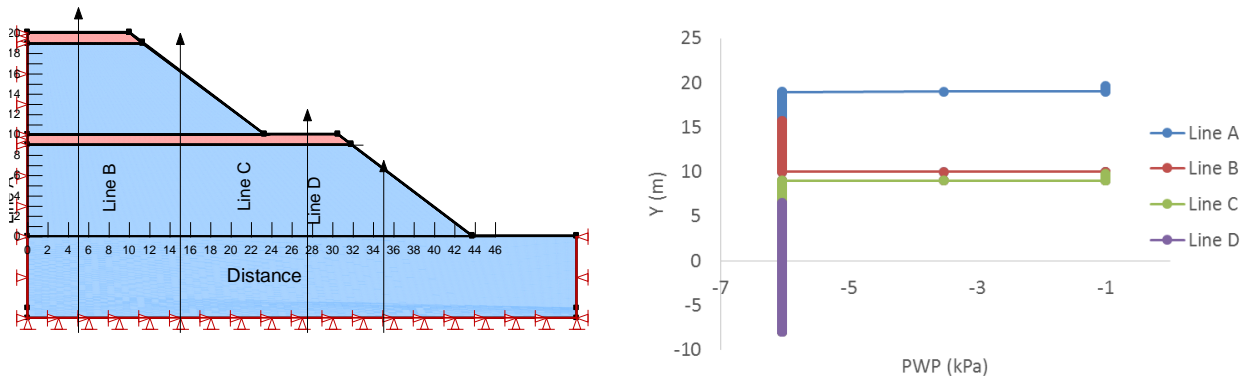 20
18
16
14
12
10
8
6
4
2
0
Line B
Line C
Line D
0 2 4 6 8 10 12 14 16 18 20 22 24 26 28 30 32 34 36 38 40 42 44 46
Distance
25
20
15
10
5
0
-5
-10
Y (m)
-7 -5 -3 -1
PWP (kPa)
Line A
Line B
Line C
Line D